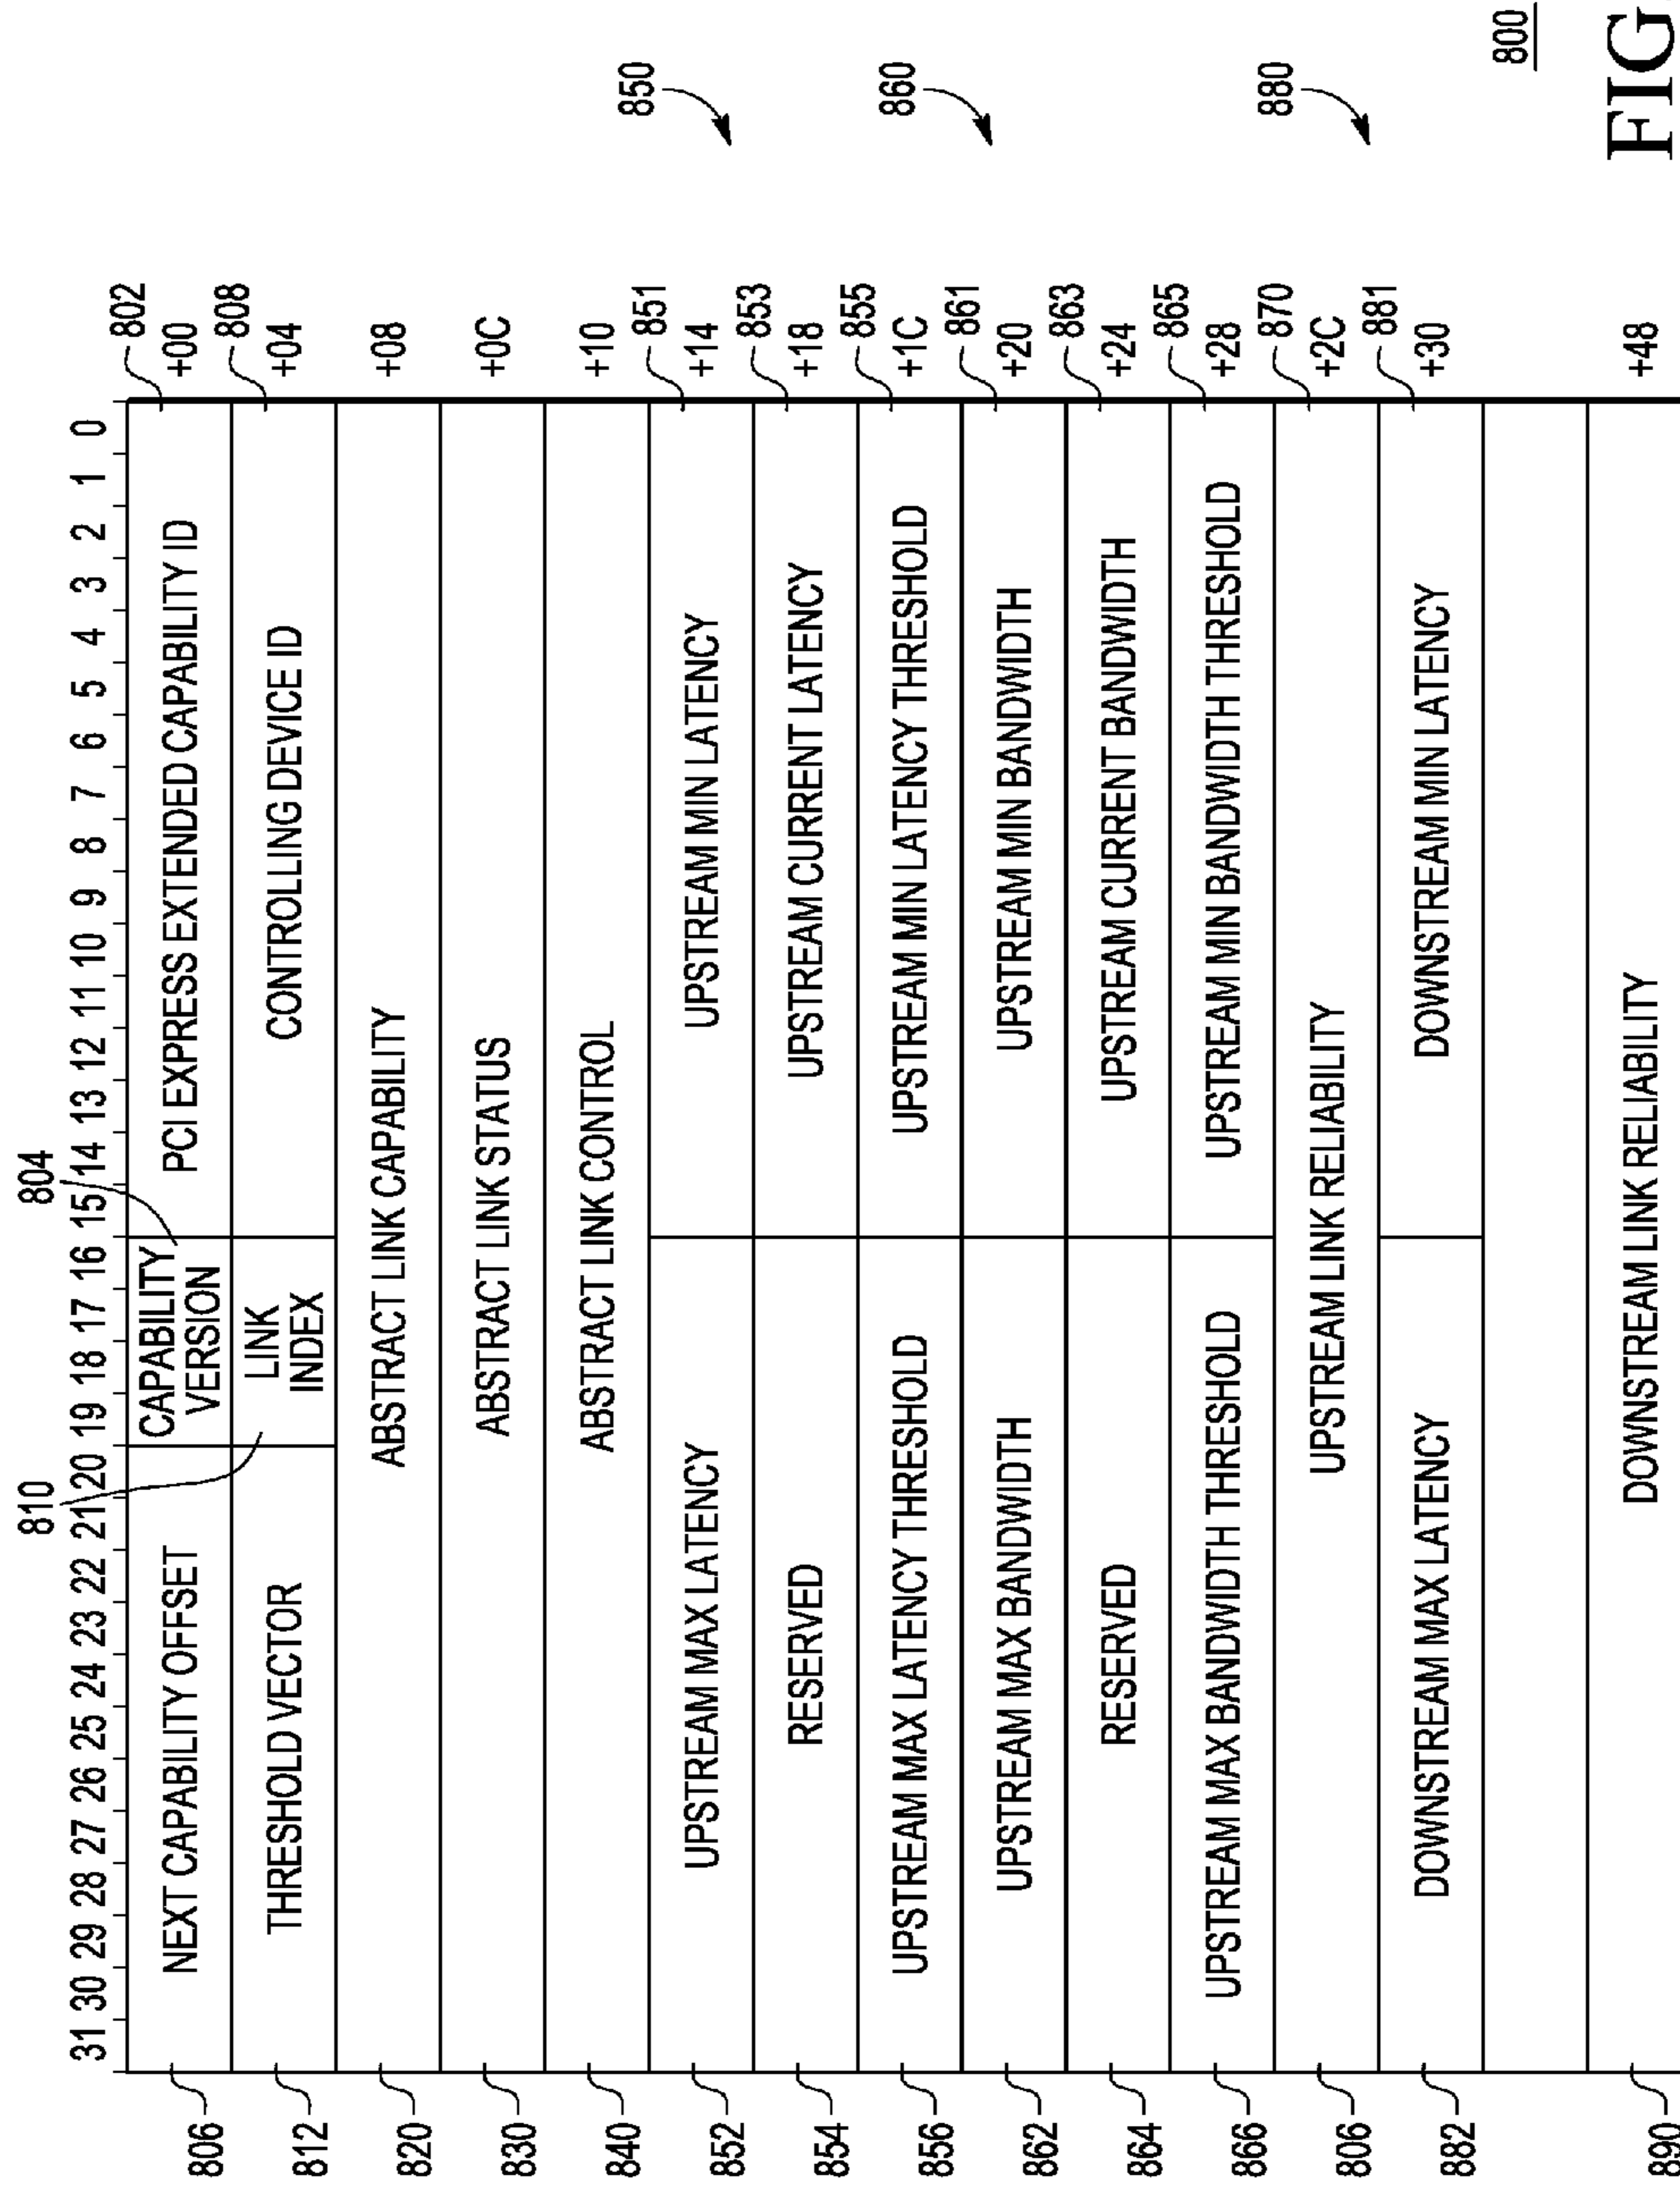 804
810
31 30 29 28 27 26 25 24 23 22 21 20 19 18 17 16 15 14 13 12 11 10 9 8 7 6 5 4 3 2 1 0
802
806 NEXT CAPABILITY OFFSET CAPABILITY VERSION PCI EXPRESS EXTENDED CAPABILITY ID +00
808
812 THRESHOLD VECTOR LINK INDEX CONTROLLING DEVICE ID +04
820 ABSTRACT LINK CAPABILITY +08
830 ABSTRACT LINK STATUS +0C
840 ABSTRACT LINK CONTROL +10
850
851
852 UPSTREAM MAX LATENCY UPSTREAM MIN LATENCY +14
853
854 RESERVED UPSTREAM CURRENT LATENCY +18
855
856 UPSTREAM MAX LATENCY THRESHOLD UPSTREAM MIN LATENCY THRESHOLD +1C
860
861
862 UPSTREAM MAX BANDWIDTH UPSTREAM MIN BANDWIDTH +20
863
864 RESERVED UPSTREAM CURRENT BANDWIDTH +24
865
866 UPSTREAM MAX BANDWIDTH THRESHOLD UPSTREAM MIN BANDWIDTH THRESHOLD +28
870
806 UPSTREAM LINK RELIABILITY +2C
880
881
882 DOWNSTREAM MAX LATENCY DOWNSTREAM MIN LATENCY +30
890 DOWNSTREAM LINK RELIABILITY +48
800
FIG